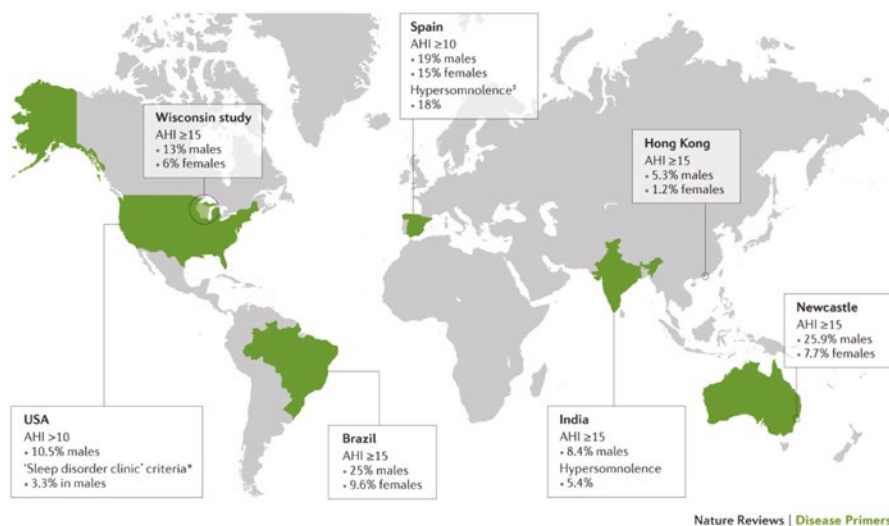 Spain
AHI ≥10
• 19% males
• 15% females
Hypersomnolence‡
• 18%
Wisconsin study
AHI ≥15
• 13% males
• 6% females
Hong Kong
AHI ≥15
• 5.3% males
• 1.2% females
Newcastle
AHI ≥15
• 25.9% males
• 7.7% females
USA
AHI >10
• 10.5% males
'Sleep disorder clinic' criteria*
• 3.3% in males
Brazil
AHI ≥15
• 25% males
• 9.6% females
India
AHI ≥15
• 8.4% males
Hypersomnolence
• 5.4%
Nature Reviews | Disease Primers